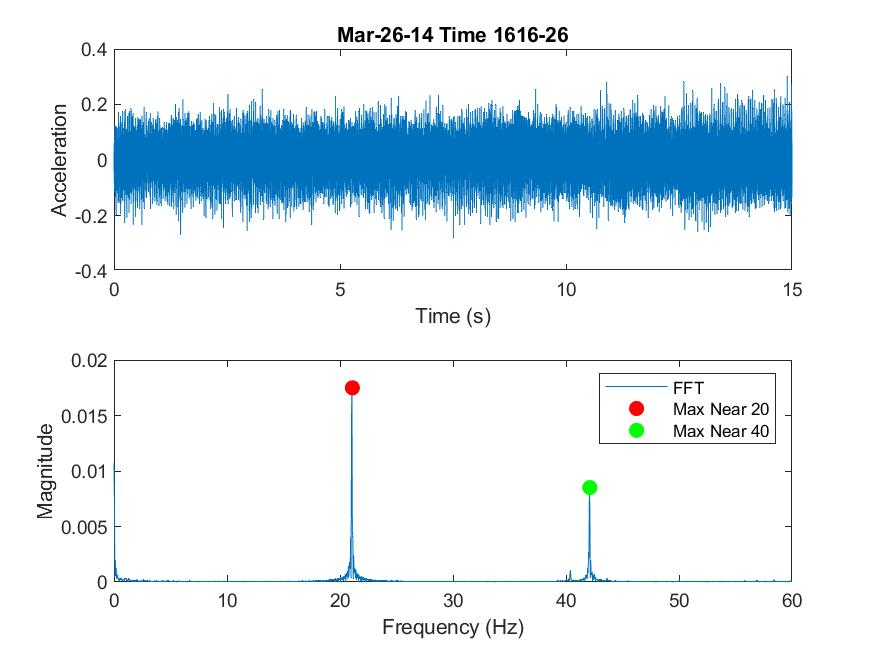 Mar-26-14 Time 1616-26
0.4
0.2
0
-0.2
-0.4
Acceleration
0 5 10 15
Time (s)
0.02
0.015
0.01
0.005
0
Magnitude
FFT
Max Near 20
Max Near 40
0 10 20 30 40 50 60
Frequency (Hz)